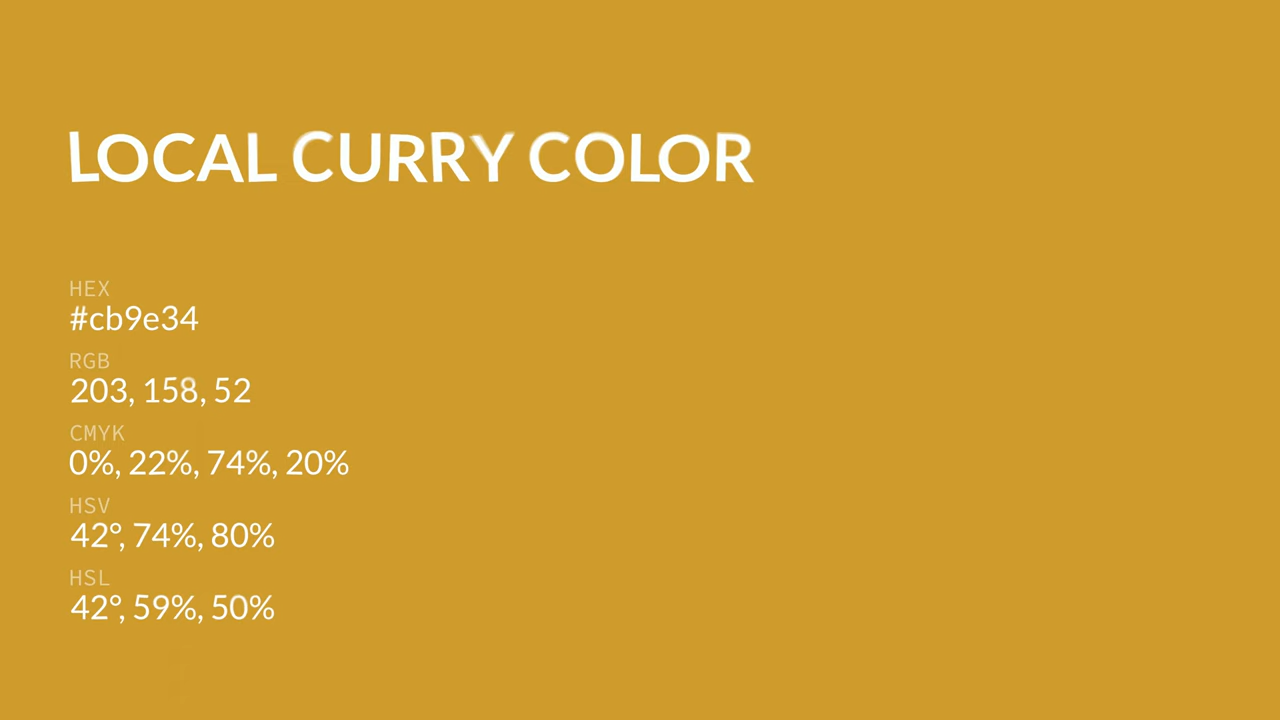 LOCAL CURRY COLOR
HEX
#cb9e34
RGB
203, 158, 52
CMYK
0%, 22%, 74%, 20%
HSV
42°, 74%, 80%
HSL
42°, 59%, 50%